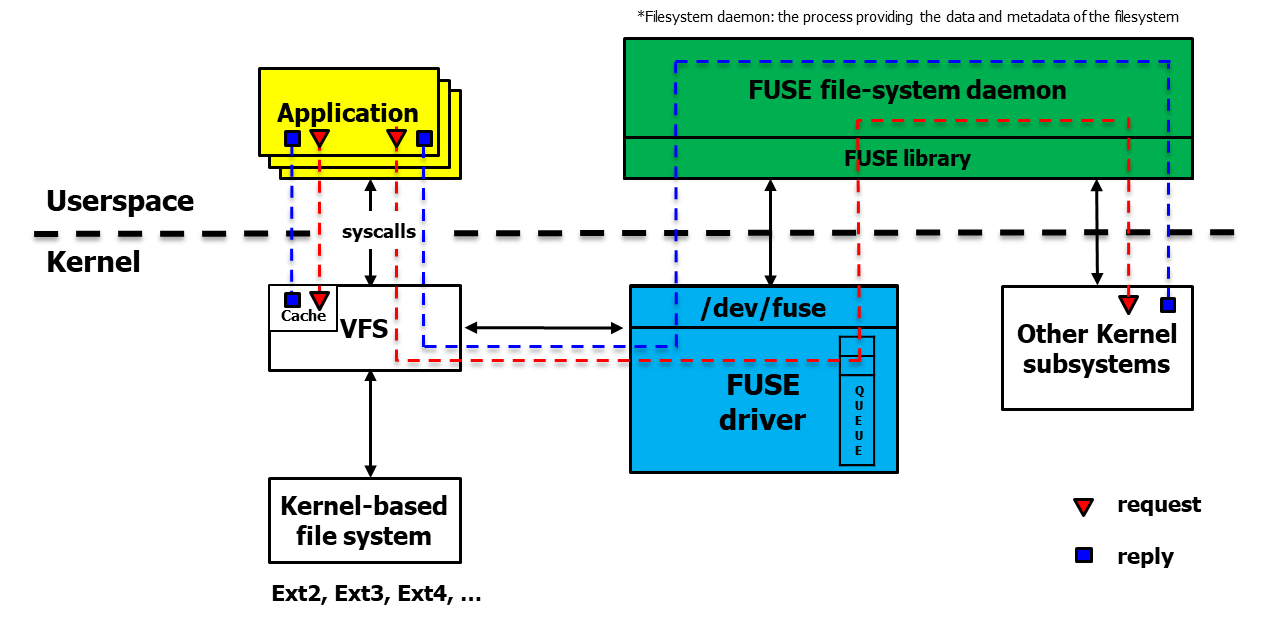 *Filesystem daemon: the process providing the data and metadata of the filesystem
Application
FUSE file-system daemon
FUSE library
Userspace
syscalls
Kernel
Cache
VFS
/dev/fuse
FUSE
driver
QUEUE
Other Kernel
subsystems
Kernel-based
file system
Ext2, Ext3, Ext4, ...
request
reply